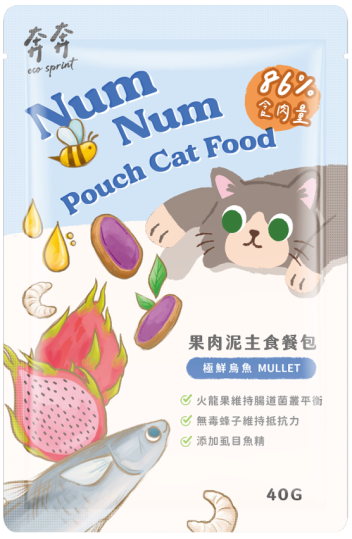 奔奔
eco sprint
86%
含肉量
Num
Num
Pouch Cat Food
果肉泥主食餐包
極鮮烏魚 MULLET
火龍果維持腸道菌叢平衡
無毒蜂子維持抵抗力
添加虱目魚精
40G